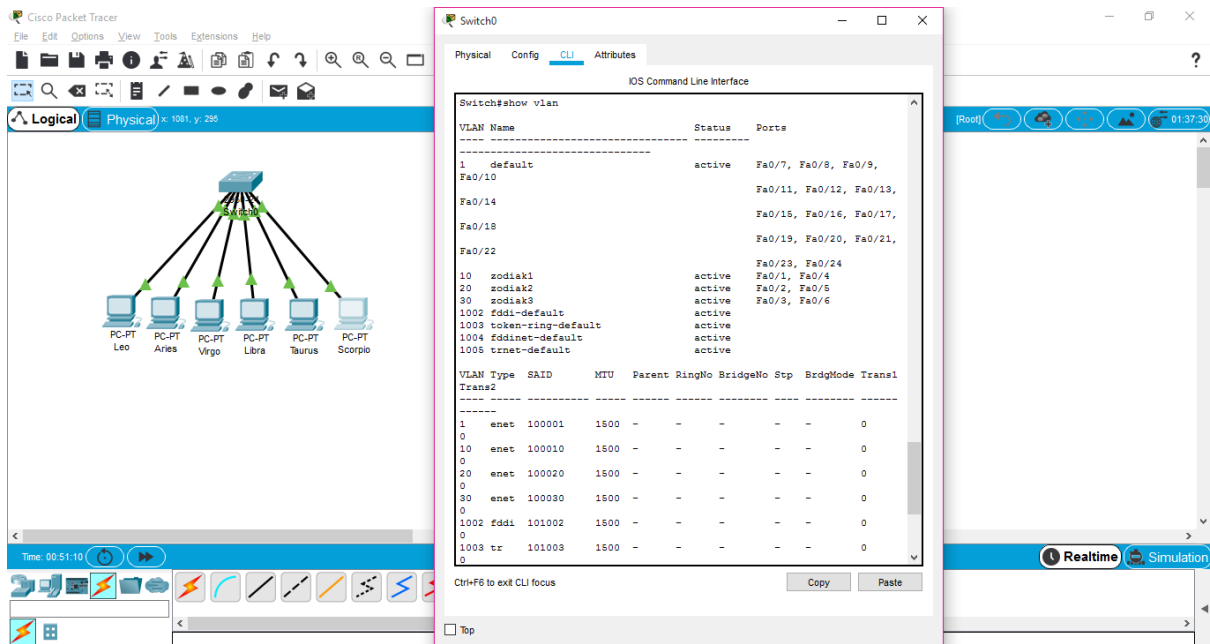 Cisco Packet Tracer
File Edit Options View Tools Extensions Help
?
Logical Physical x: 1081, y: 295
[Root] 01:37:30
Switch0
PC-PT
Leo
PC-PT
Aries
PC-PT
Virgo
PC-PT
Libra
PC-PT
Taurus
PC-PT
Scorpio
Time: 00:51:10
Realtime Simulation
Switch0
Physical Config CLI Attributes
IOS Command Line Interface
Switch#show vlan
VLAN Name Status Ports
---- -------------------------------- ---------
-------------------------------
1 default active Fa0/7, Fa0/8, Fa0/9,
Fa0/10
Fa0/11, Fa0/12, Fa0/13,
Fa0/14
Fa0/15, Fa0/16, Fa0/17,
Fa0/18
Fa0/19, Fa0/20, Fa0/21,
Fa0/22
Fa0/23, Fa0/24
10 zodiak1 active Fa0/1, Fa0/4
20 zodiak2 active Fa0/2, Fa0/5
30 zodiak3 active Fa0/3, Fa0/6
1002 fddi-default active
1003 token-ring-default active
1004 fddinet-default active
1005 trnet-default active
VLAN Type SAID MTU Parent RingNo BridgeNo Stp BrdgMode Trans1
Trans2
---- ----- ---------- ----- ------ ------ -------- ---- -------- ------
------
1 enet 100001 1500 - - - - - 0
0
10 enet 100010 1500 - - - - - 0
0
20 enet 100020 1500 - - - - - 0
0
30 enet 100030 1500 - - - - - 0
0
1002 fddi 101002 1500 - - - - - 0
0
1003 tr 101003 1500 - - - - - 0
0
Ctrl+F6 to exit CLI focus
Copy Paste
Top